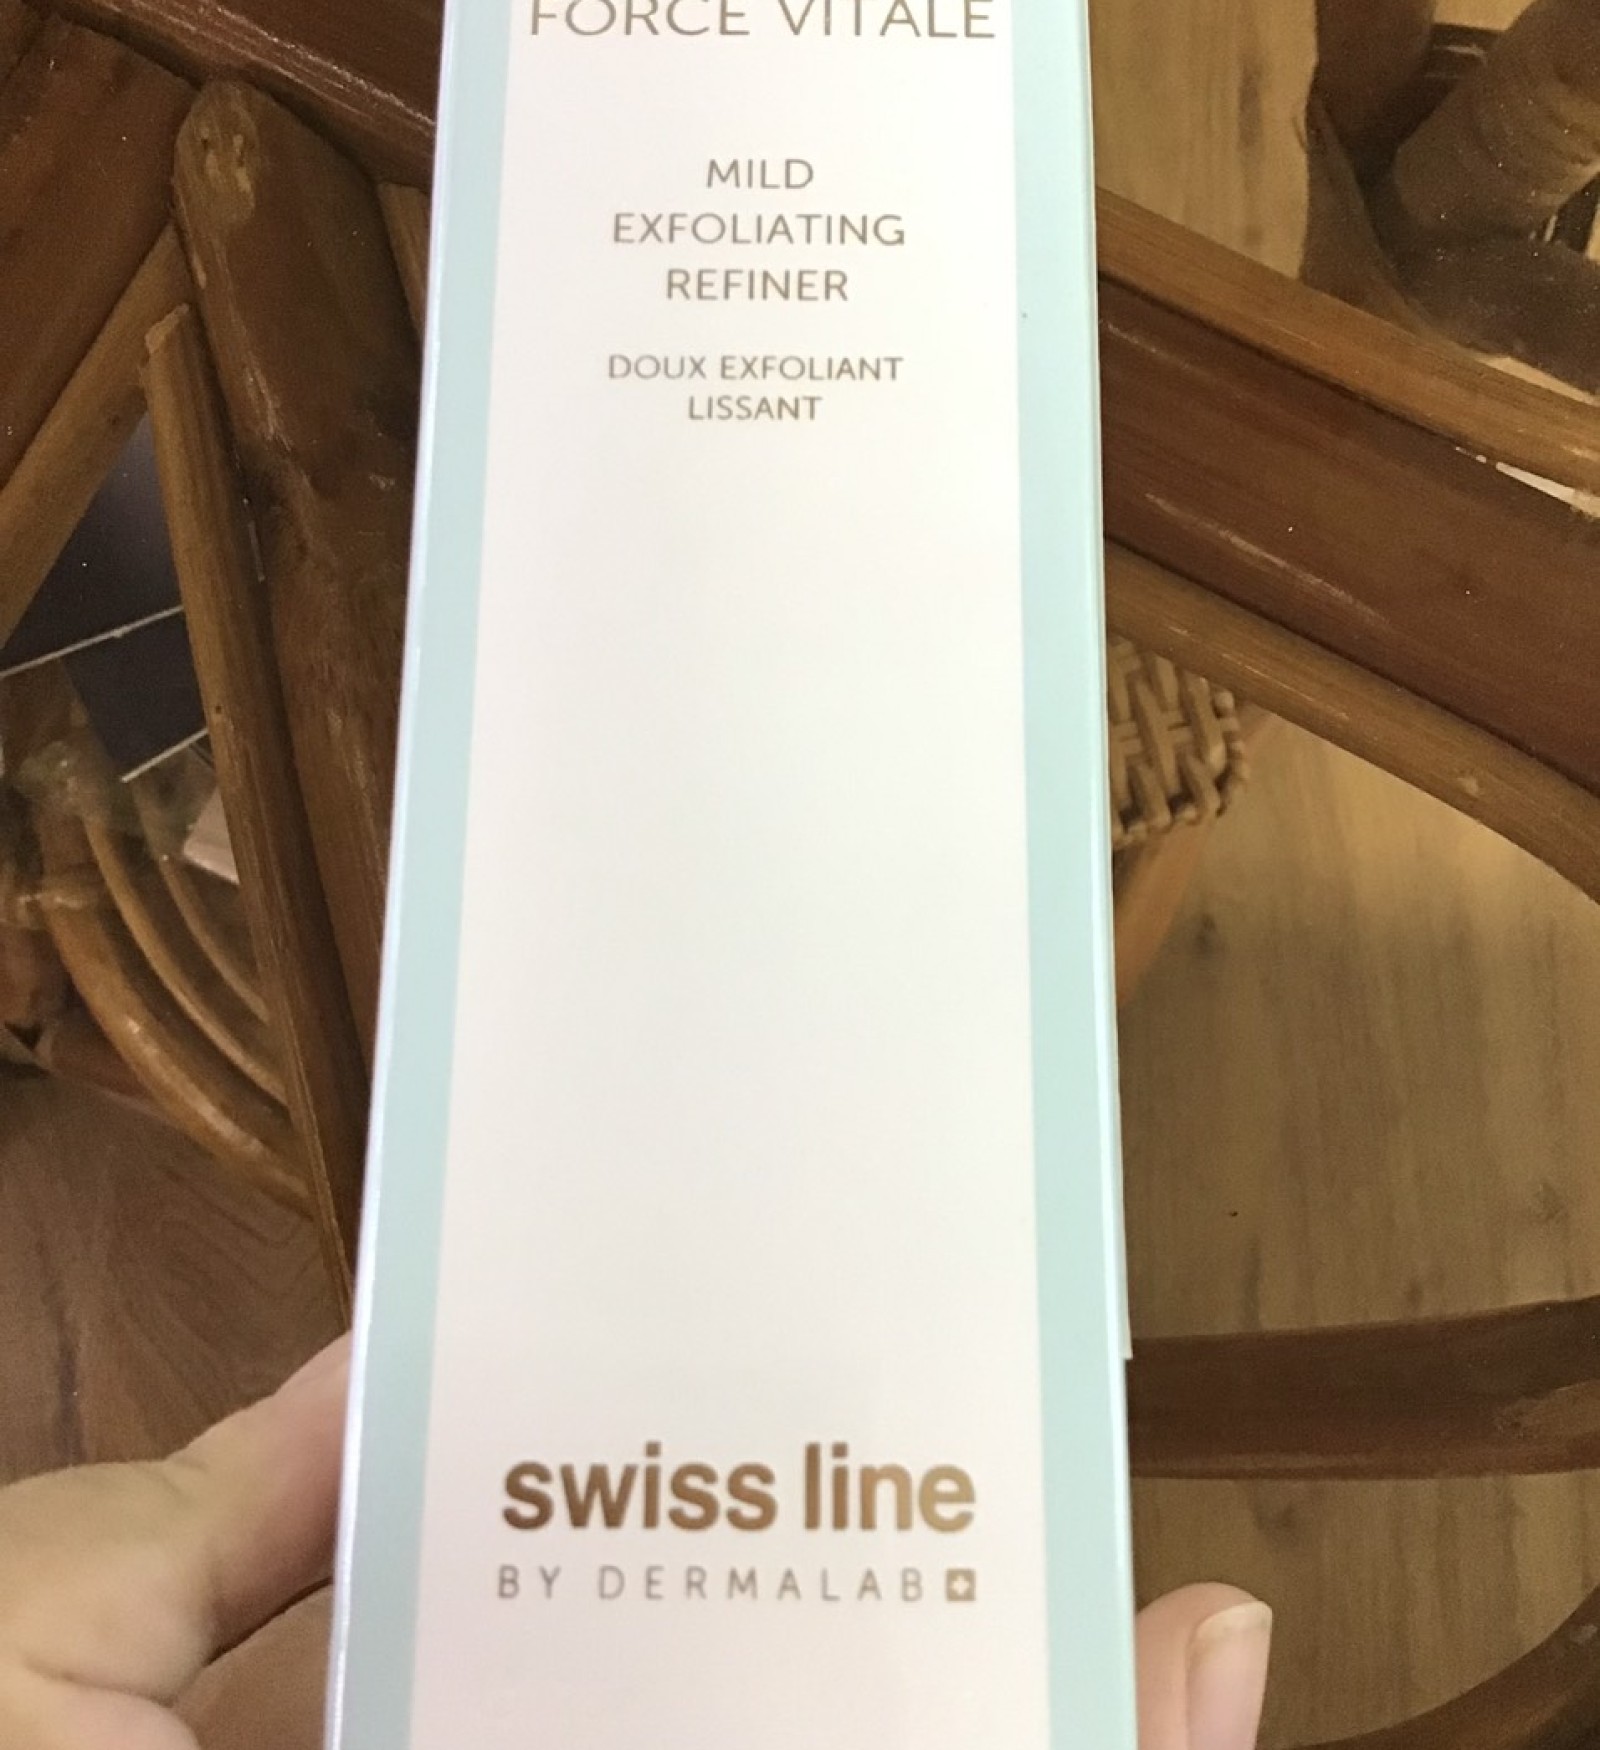 FORCE VITALE
MILD
EXFOLIATING
REFINER
DOUX EXFOLIANT
LISSANT
swiss line
BY DERMALAB